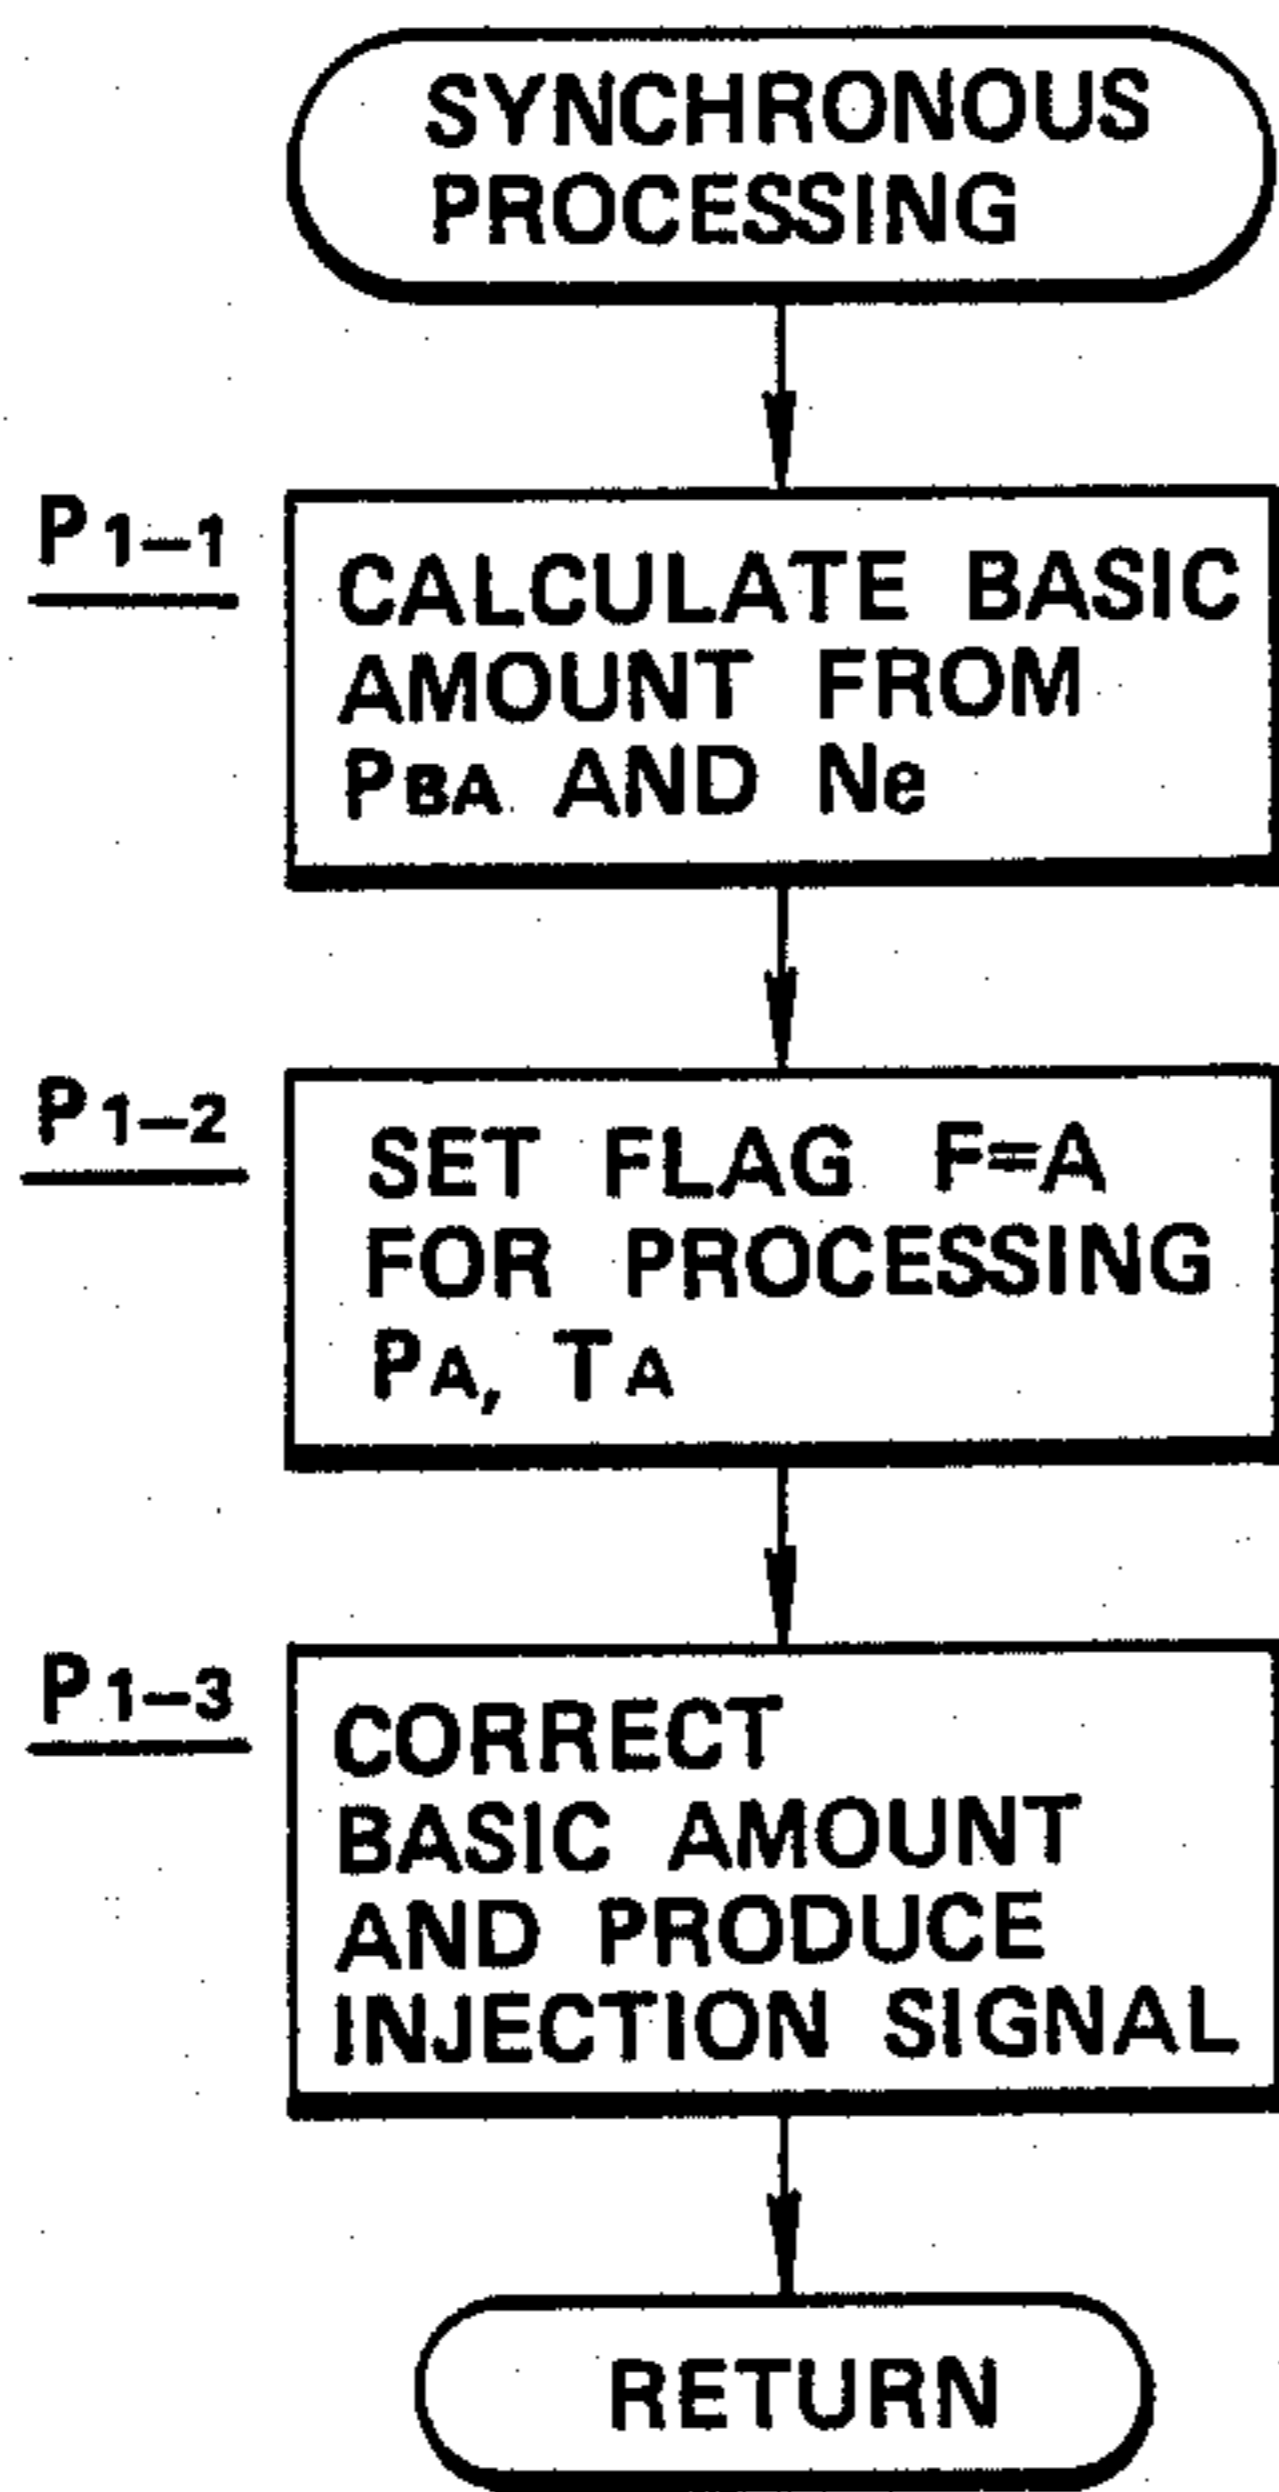 SYNCHRONOUS
PROCESSING
P1-1
CALCULATE BASIC
AMOUNT FROM
PBA AND Ne
P1-2
SET FLAG F=A
FOR PROCESSING
PA, TA
P1-3
CORRECT
BASIC AMOUNT
AND PRODUCE
INJECTION SIGNAL
RETURN